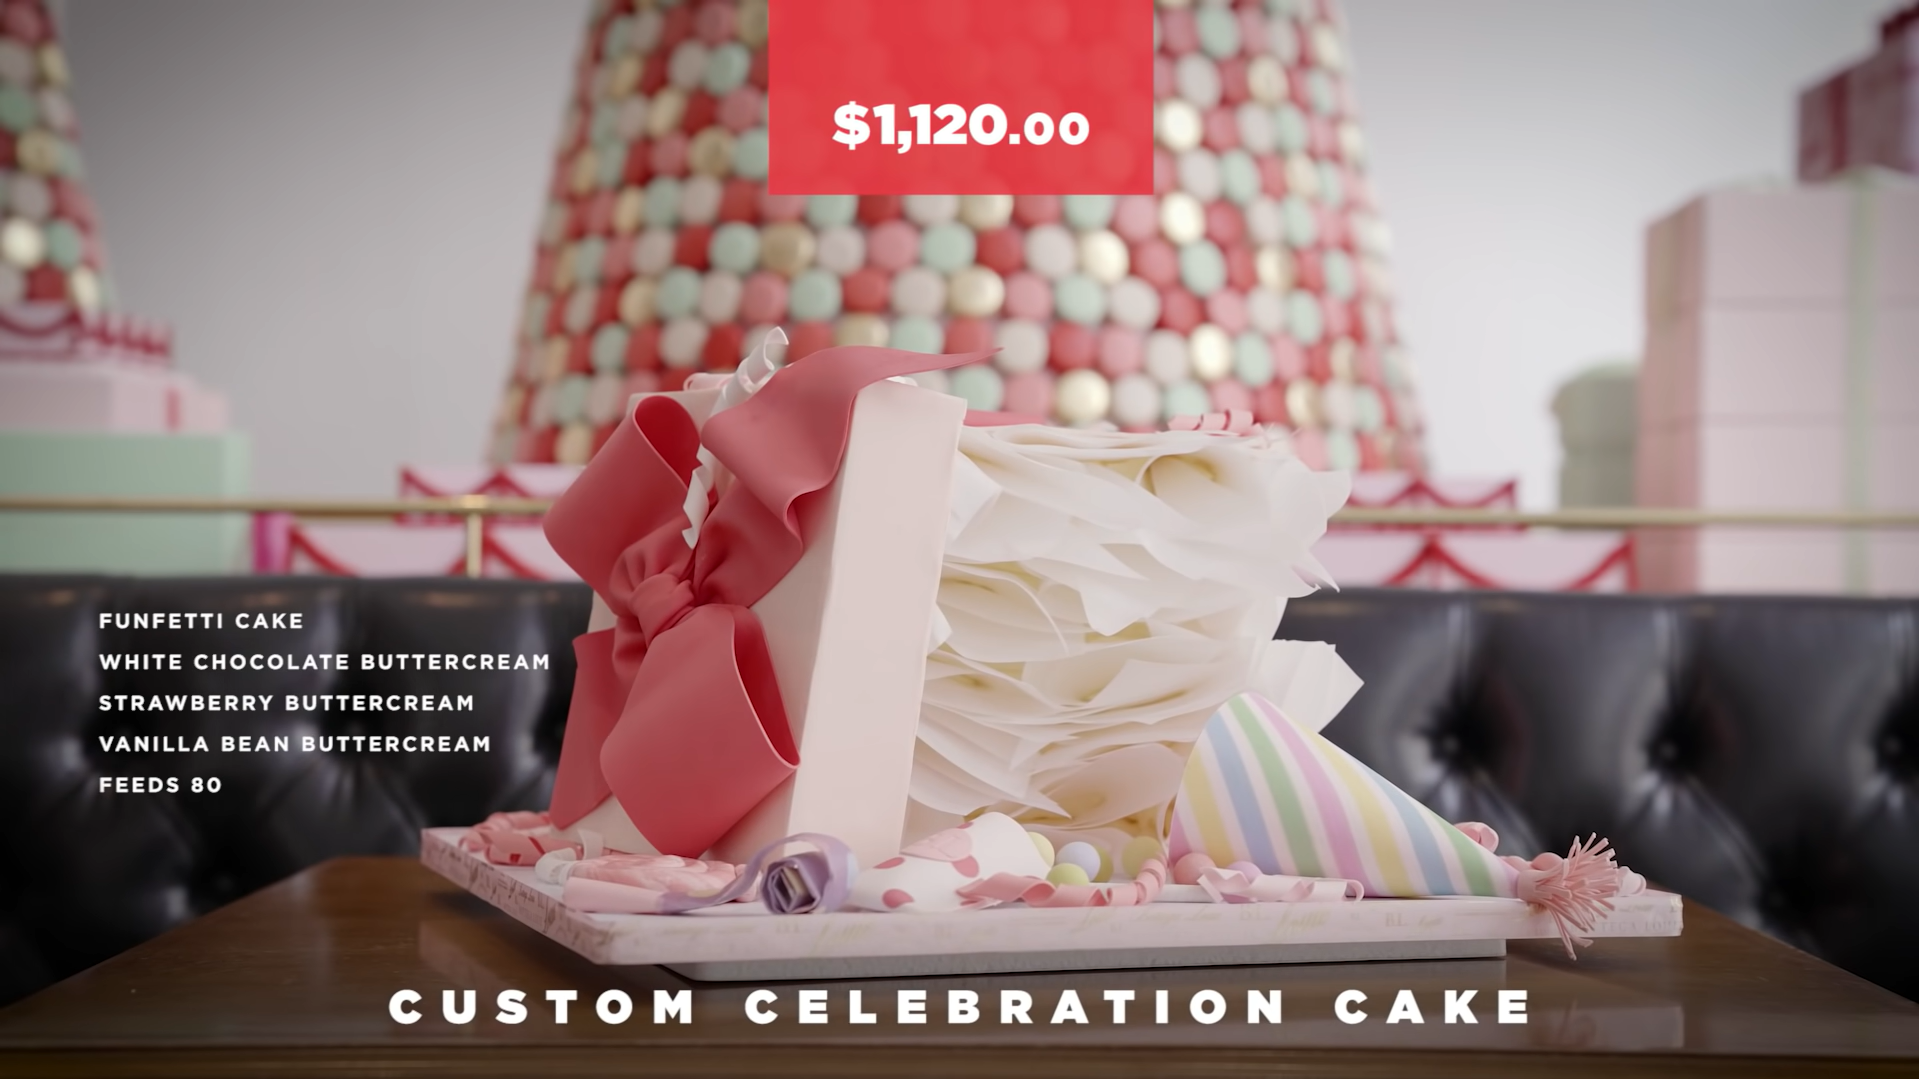 $1,120.00
FUNFETTI CAKE
WHITE CHOCOLATE BUTTERCREAM
STRAWBERRY BUTTERCREAM
VANILLA BEAN BUTTERCREAM
FEEDS 80
CUSTOM CELEBRATION CAKE